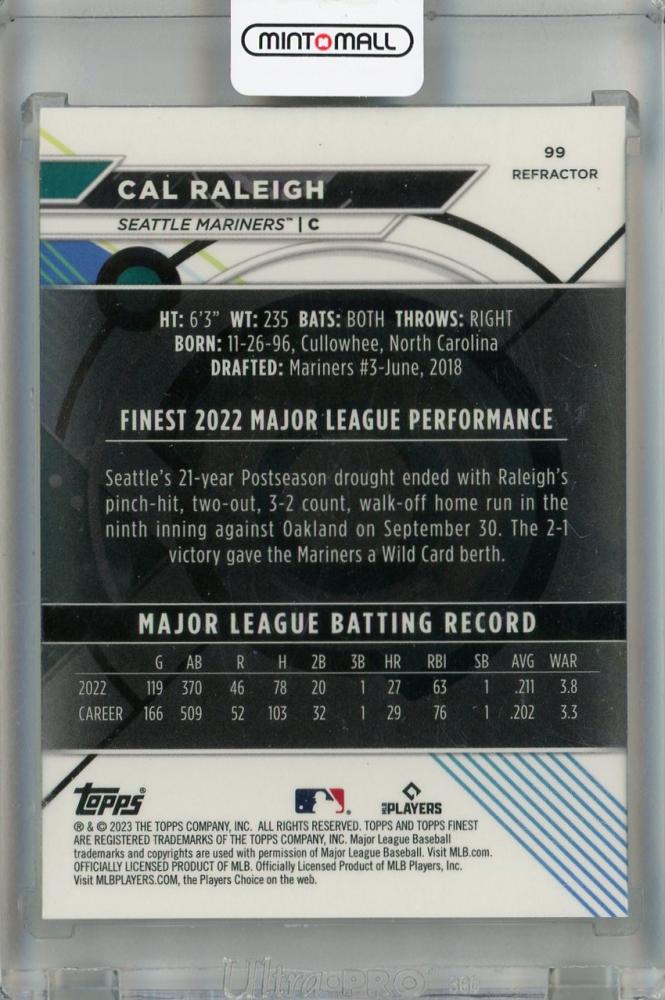 MINT MALL
99
REFRACTOR
CAL RALEIGH
SEATTLE MARINERS™ | C
HT: 6'3" WT: 235 BATS: BOTH THROWS: RIGHT
BORN: 11-26-96, Cullowhee, North Carolina
DRAFTED: Mariners #3-June, 2018
FINEST 2022 MAJOR LEAGUE PERFORMANCE
Seattle's 21-year Postseason drought ended with Raleigh's
pinch-hit, two-out, 3-2 count, walk-off home run in the
ninth inning against Oakland on September 30. The 2-1
victory gave the Mariners a Wild Card berth.
MAJOR LEAGUE BATTING RECORD
G AB R H 2B 3B HR RBI SB AVG WAR
2022 119 370 46 78 20 1 27 63 1 .211 3.8
CAREER 166 509 52 103 32 1 29 76 1 .202 3.3
Topps® ® MLB PLAYERS
® & © 2023 THE TOPPS COMPANY, INC. ALL RIGHTS RESERVED. TOPPS AND TOPPS FINEST
ARE REGISTERED TRADEMARKS OF THE TOPPS COMPANY, INC. Major League Baseball
trademarks and copyrights are used with permission of Major League Baseball. Visit MLB.com.
OFFICIALLY LICENSED PRODUCT OF MLB. Officially Licensed Product of MLB Players, Inc.
Visit MLBPLAYERS.COM, the Players Choice on the web.
Ultra·PRO®